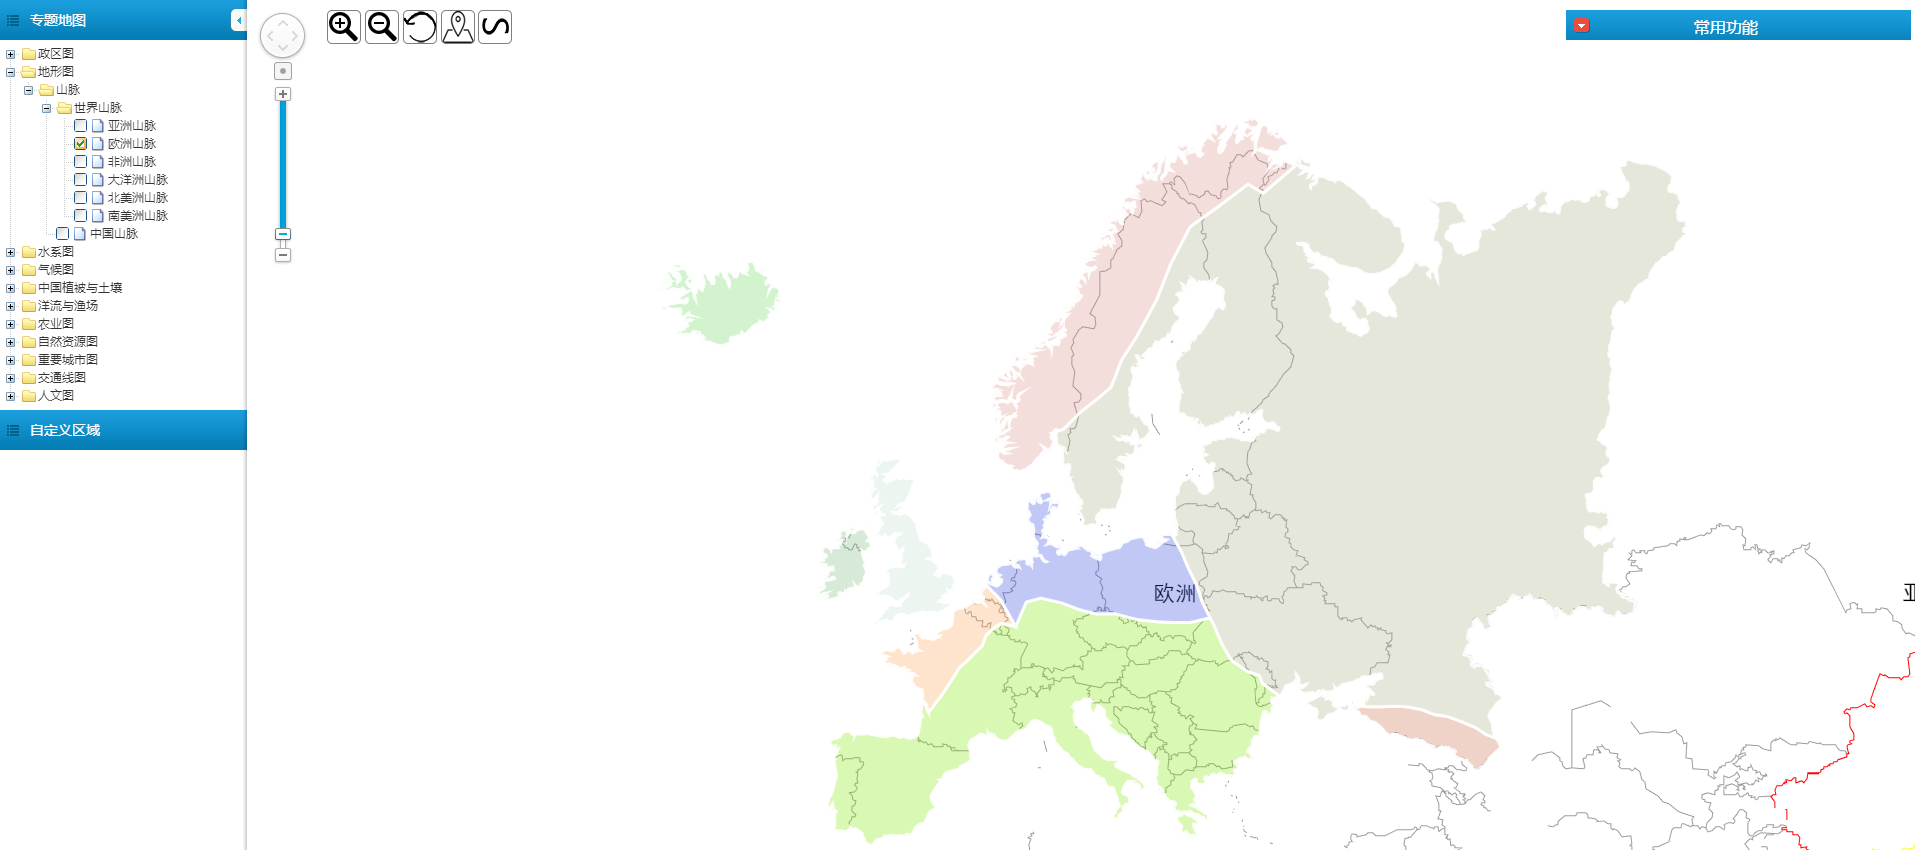 专题地图
政区图
地形图
山脉
世界山脉
亚洲山脉
欧洲山脉
非洲山脉
大洋洲山脉
北美洲山脉
南美洲山脉
中国山脉
水系图
气候图
中国植被与土壤
洋流与渔场
农业图
自然资源图
重要城市图
交通线图
人文图
自定义区域
常用功能
欧洲
亚